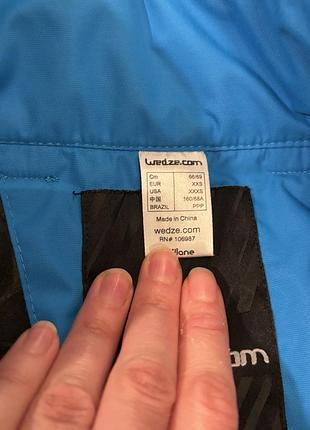 wedze.com
Cm 66/69
EUR XXS
USA XXXS
中国 160/68A
BRAZIL PPP
Made in China
wedze.com
RN# 106987
om